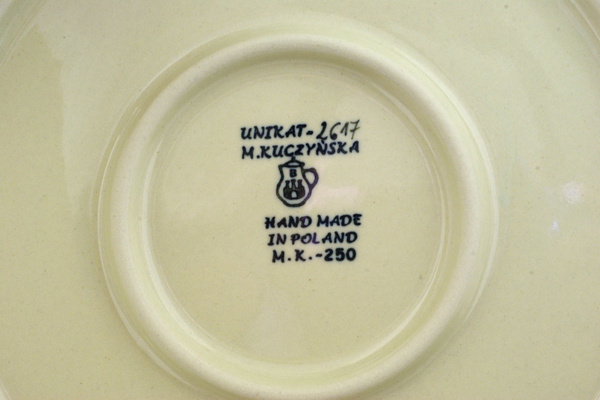 UNIKAT-2617
M.KUCZYŃSKA
B
HAND MADE
IN POLAND
M.K.-250